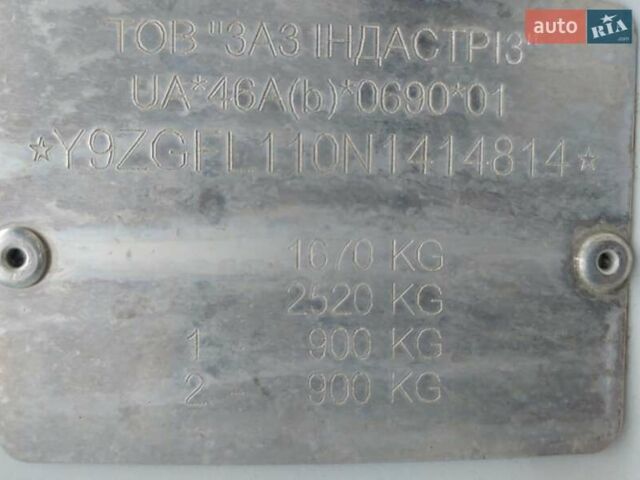 auto RIA.com
ТОВ "ЗАЗ ІНДАСТРІЗ"
UA*46A(b)*0690*01
*Y9ZGFL110N1414814*
1670 KG
2520 KG
1 - 900 KG
2 - 900 KG